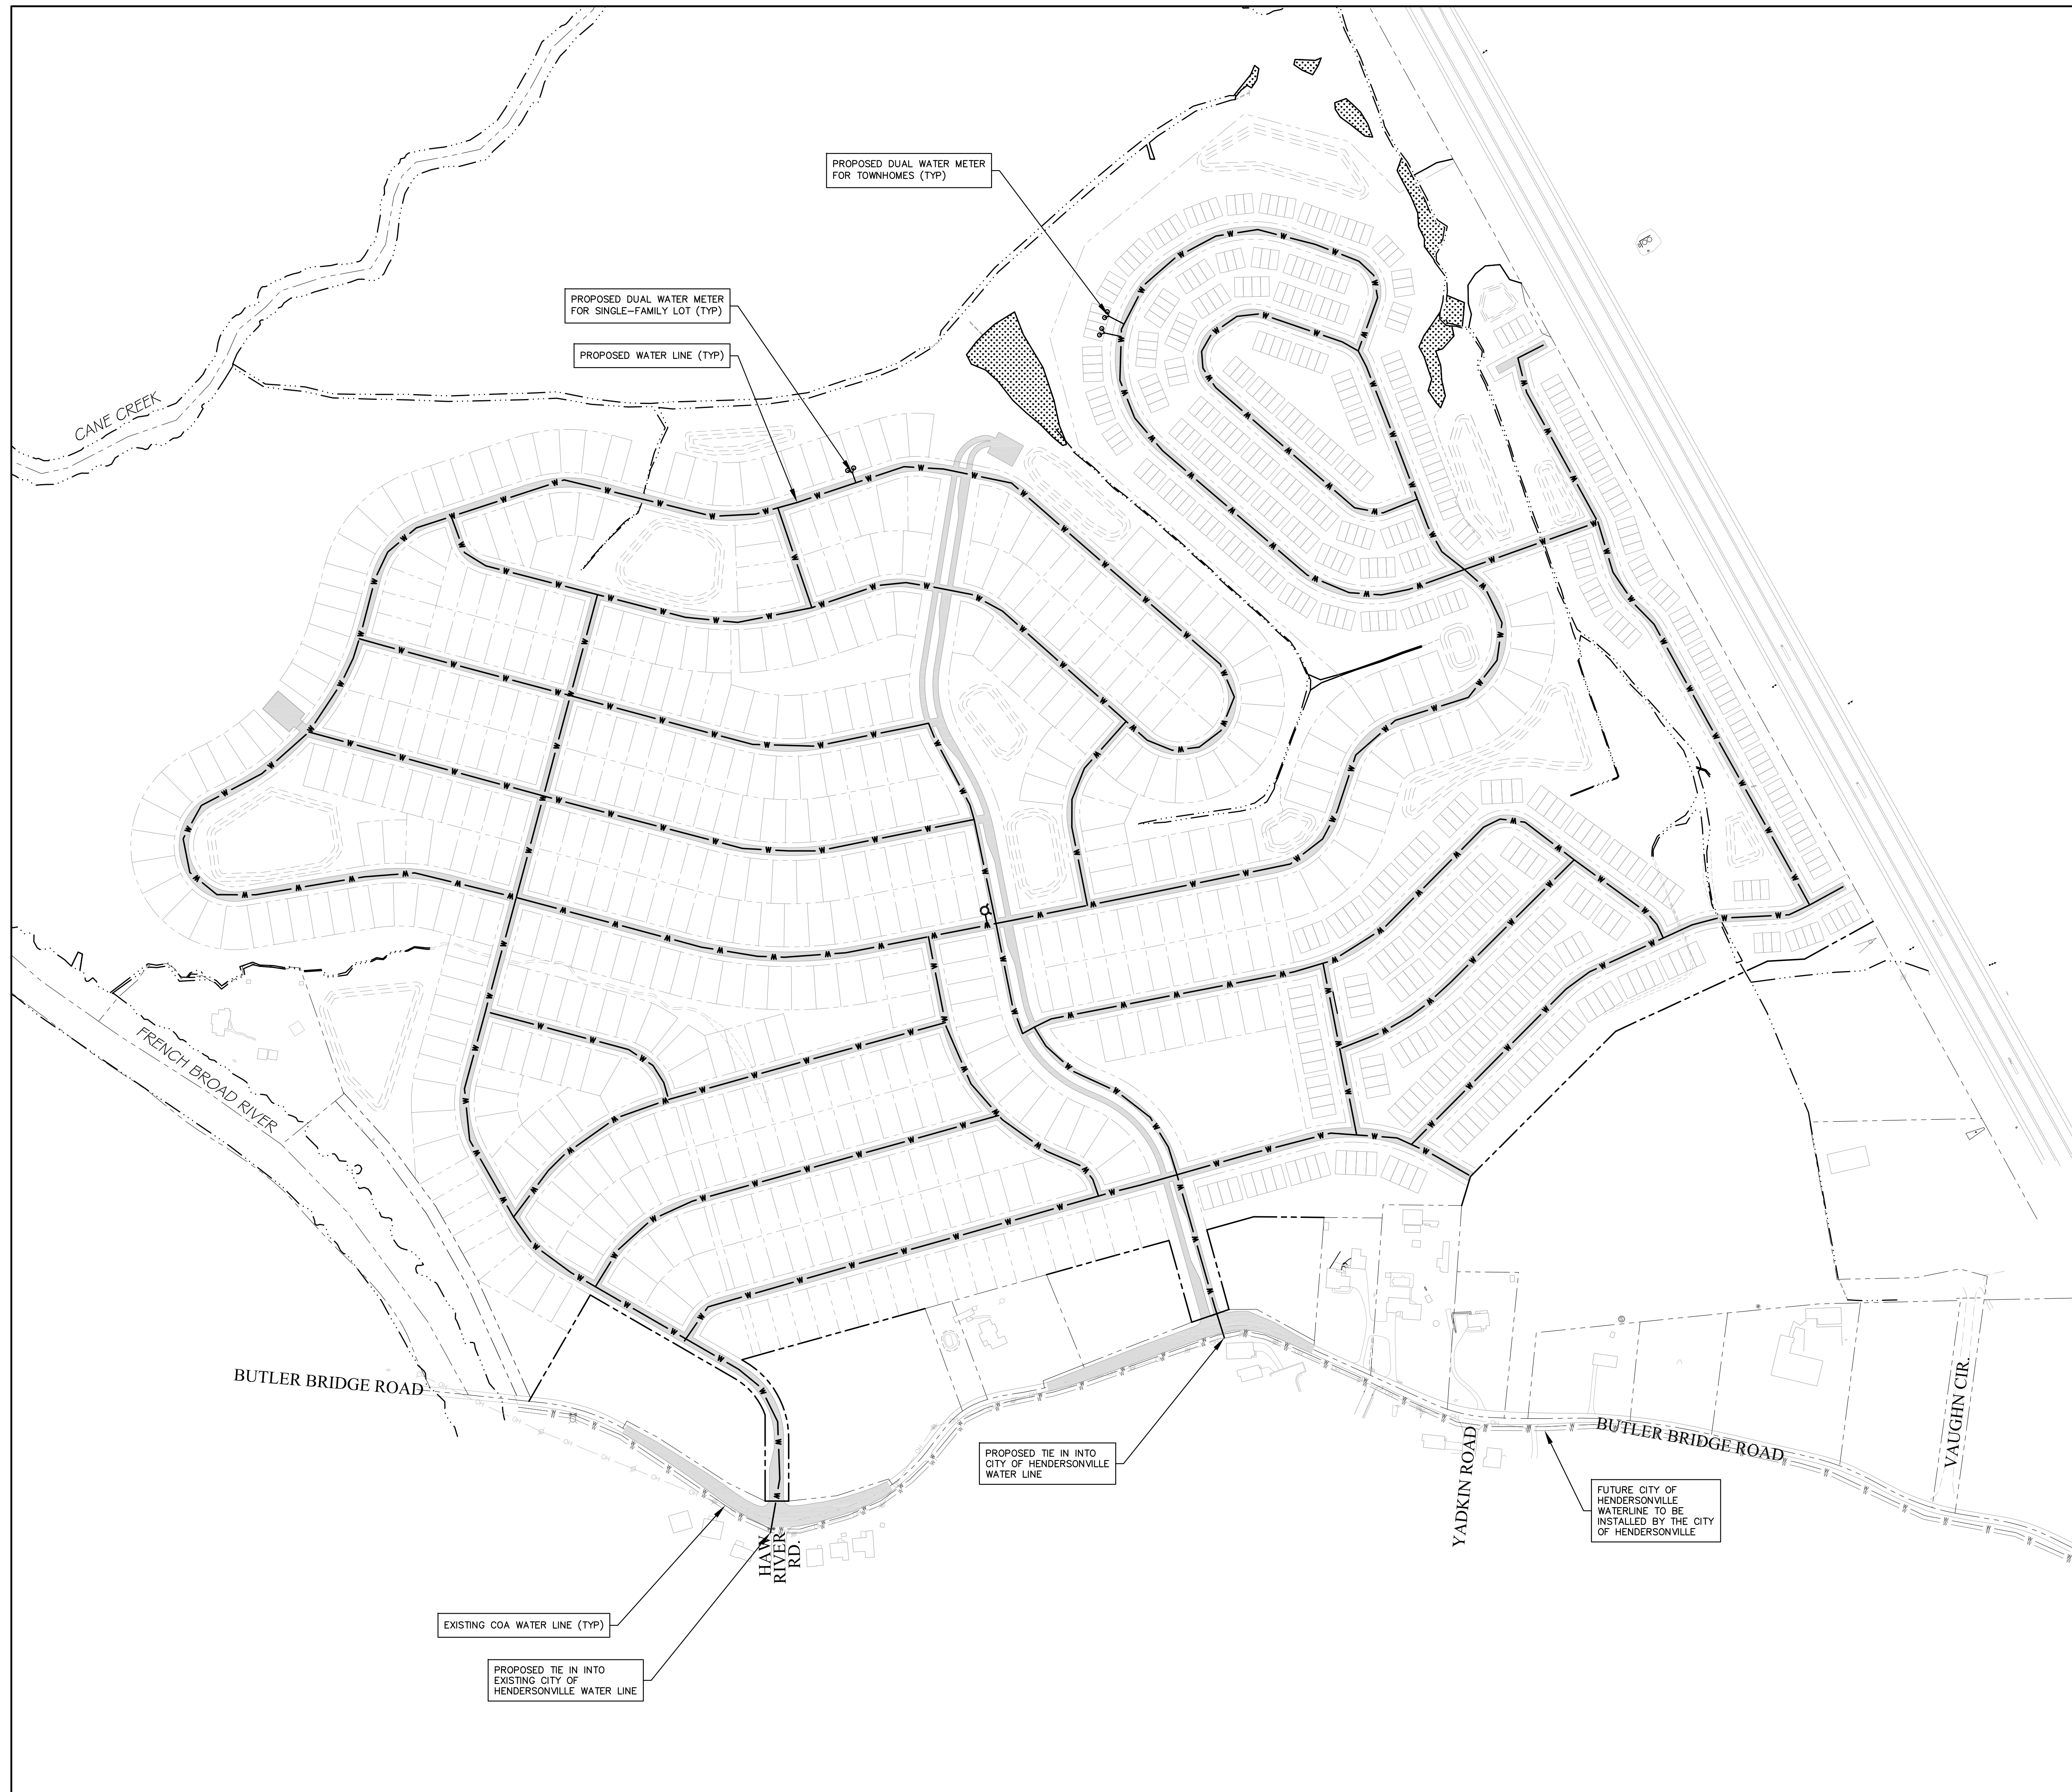 PROPOSED DUAL WATER METER
FOR TOWNHOMES (TYP)
PROPOSED DUAL WATER METER
FOR SINGLE-FAMILY LOT (TYP)
PROPOSED WATER LINE (TYP)
CANE CREEK
FRENCH BROAD RIVER
BUTLER BRIDGE ROAD
PROPOSED TIE IN INTO
CITY OF HENDERSONVILLE
WATER LINE
BUTLER BRIDGE ROAD
VAUGHN CIR.
YADKIN ROAD
FUTURE CITY OF
HENDERSONVILLE
WATERLINE TO BE
INSTALLED BY THE CITY
OF HENDERSONVILLE
HAW
RIVER
RD.
EXISTING COA WATER LINE (TYP)
PROPOSED TIE IN INTO
EXISTING CITY OF
HENDERSONVILLE WATER LINE